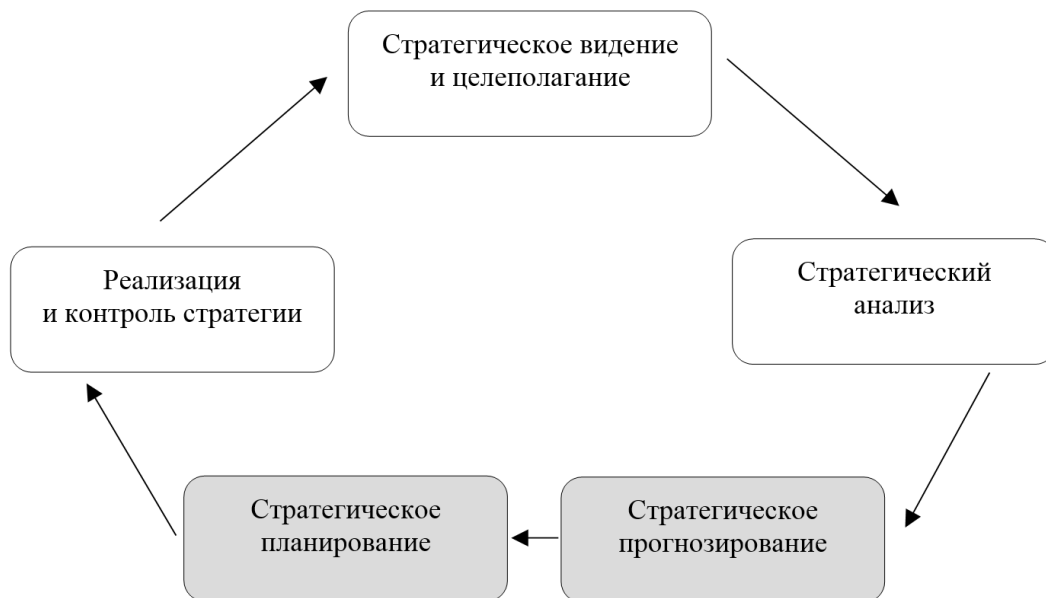 Стратегическое видение
и целеполагание
Реализация
и контроль стратегии
Стратегический
анализ
Стратегическое
планирование
Стратегическое
прогнозирование